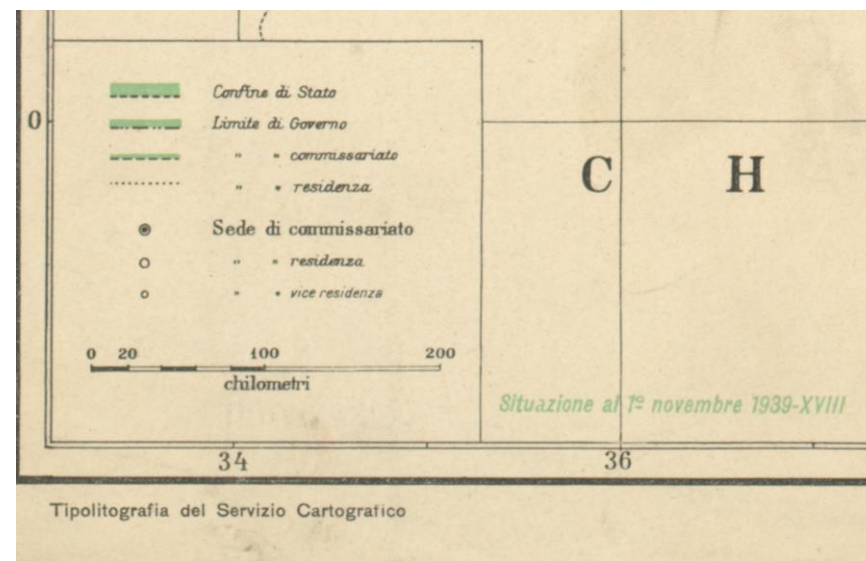 Confine di Stato
0
Limite di Governo
" " commissariato
" " residenza
C H
Sede di commissariato
" " residenza
" " vice residenza
0 20 100 200
chilometri
Situazione al 1º novembre 1939-XVIII
34 36
Tipolitografia del Servizio Cartografico